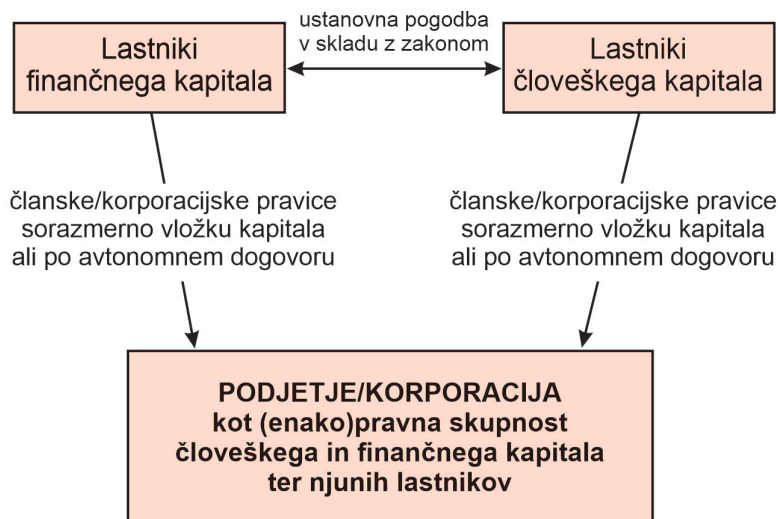 ustanovna pogodba
v skladu z zakonom
Lastniki
finančnega kapitala
Lastniki
človeškega kapitala
članske/korporacijske pravice
sorazmerno vložku kapitala
ali po avtonomnem dogovoru
članske/korporacijske pravice
sorazmerno vložku kapitala
ali po avtonomnem dogovoru
PODJETJE/KORPORACIJA
kot (enako)pravna skupnost
človeškega in finančnega kapitala
ter njunih lastnikov